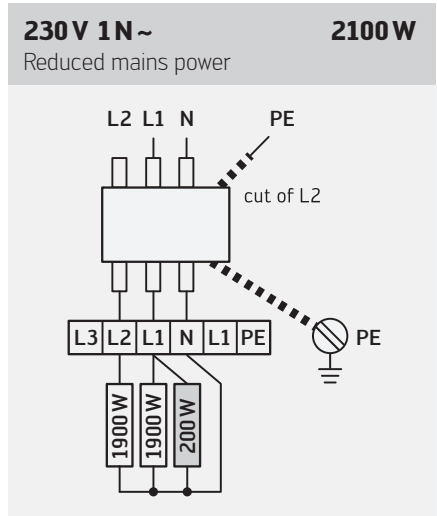 230 V 1 N ~ 2100 W
Reduced mains power
L2 L1 N PE
cut of L2
L3 L2 L1 N L1 PE
PE
1900 W 1900 W 200 W